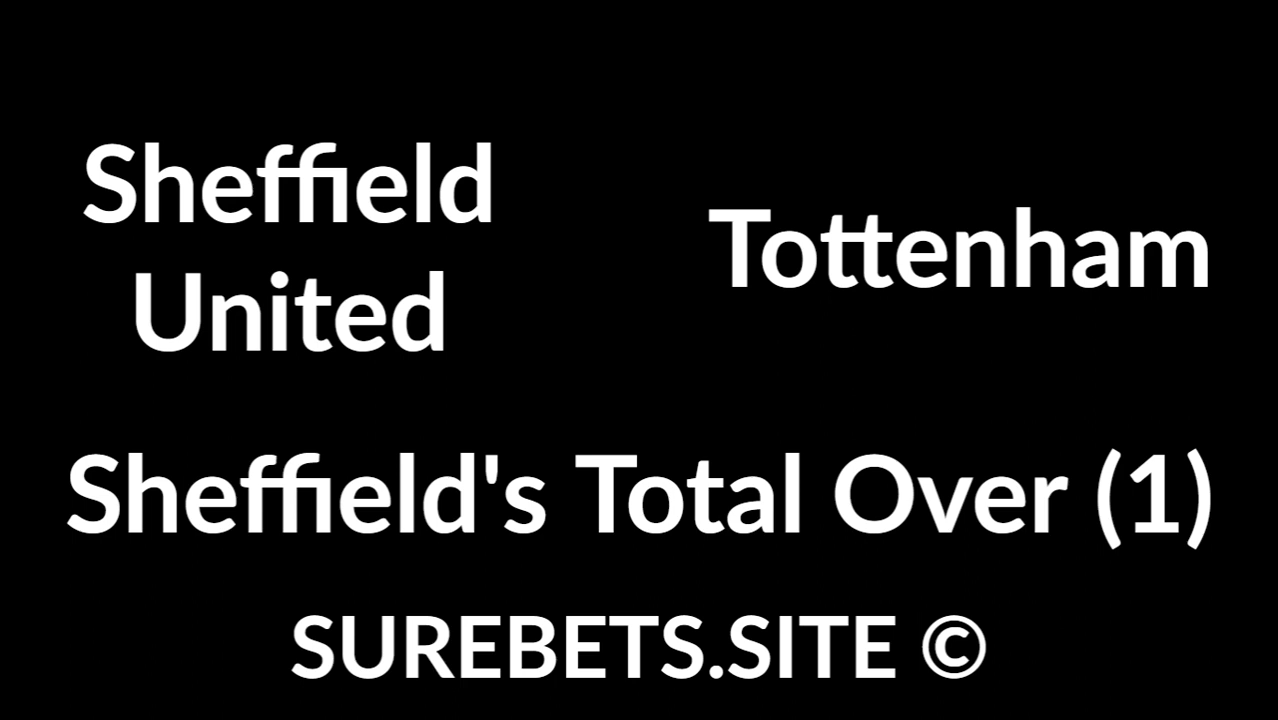 Sheffield
United
Tottenham
Sheffield's Total Over (1)
SUREBETS.SITE ©